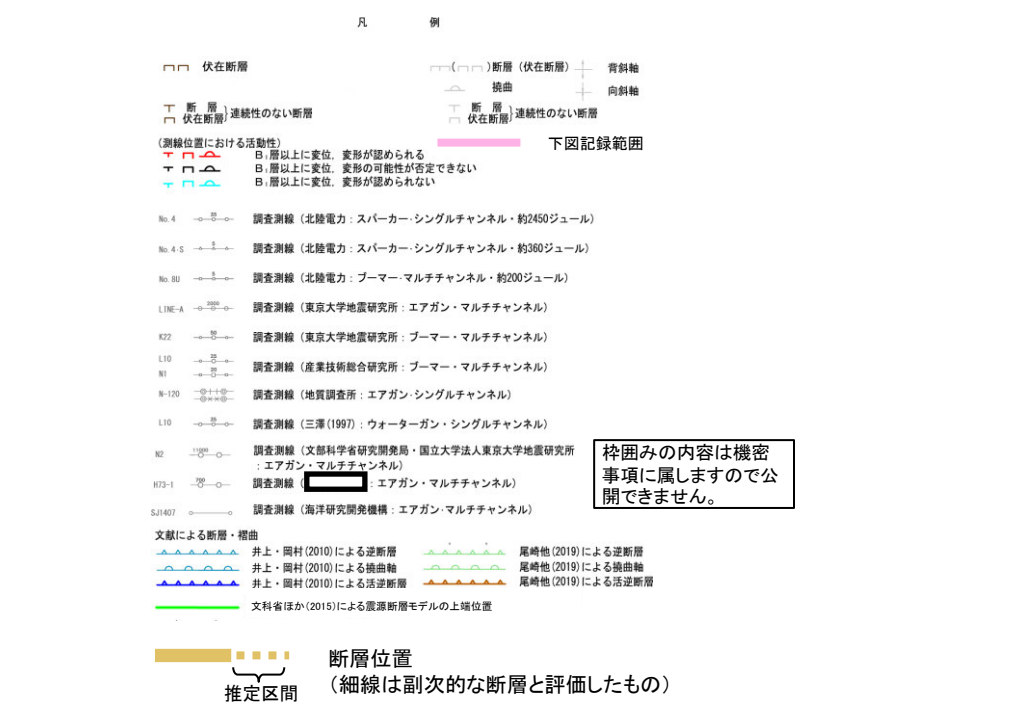 凡　例
伏在断層
(　)断層（伏在断層）
背斜軸
撓曲
向斜軸
断　層
伏在断層
}連続性のない断層
断　層
伏在断層
}連続性のない断層
（測線位置における活動性）
下図記録範囲
B₁層以上に変位，変形が認められる
B₁層以上に変位，変形の可能性が否定できない
B₁層以上に変位，変形が認められない
No.4　調査測線（北陸電力：スパーカー・シングルチャンネル・約2450ジュール）
No.4-S　調査測線（北陸電力：スパーカー・シングルチャンネル・約360ジュール）
No.8U　調査測線（北陸電力：ブーマー・マルチチャンネル・約200ジュール）
LINE-A　2000　調査測線（東京大学地震研究所：エアガン・マルチチャンネル）
K22　50　調査測線（東京大学地震研究所：ブーマー・マルチチャンネル）
L10
N1
調査測線（産業技術総合研究所：ブーマー・マルチチャンネル）
N-120　調査測線（地質調査所：エアガン・シングルチャンネル）
L10　調査測線（三澤(1997)：ウォーターガン・シングルチャンネル）
N2　11000　調査測線（文部科学省研究開発局・国立大学法人東京大学地震研究所
：エアガン・マルチチャンネル）
H73-1　700　調査測線（　：エアガン・マルチチャンネル）
SJ1407　調査測線（海洋研究開発機構：エアガン・マルチチャンネル）
枠囲みの内容は機密
事項に属しますので公
開できません。
文献による断層・褶曲
井上・岡村(2010)による逆断層
井上・岡村(2010)による撓曲軸
井上・岡村(2010)による活逆断層
尾崎他(2019)による逆断層
尾崎他(2019)による撓曲軸
尾崎他(2019)による活逆断層
文科省ほか(2015)による震源断層モデルの上端位置
推定区間
断層位置
（細線は副次的な断層と評価したもの）